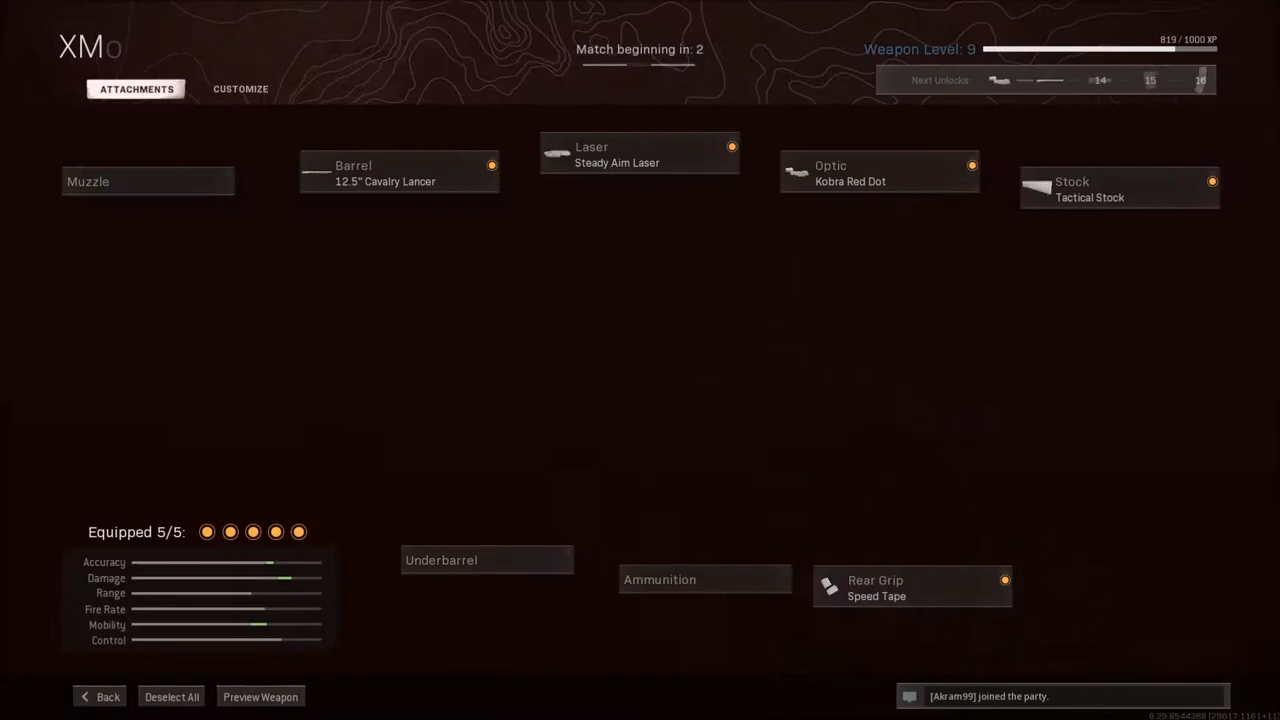 XMo
Match beginning in: 2
Weapon Level: 9
819 / 1000 XP
ATTACHMENTS
CUSTOMIZE
Next Unlocks:
14
15
16
Muzzle
Barrel
12.5" Cavalry Lancer
Laser
Steady Aim Laser
Optic
Kobra Red Dot
Stock
Tactical Stock
Equipped 5/5:
Accuracy
Damage
Range
Fire Rate
Mobility
Control
Underbarrel
Ammunition
Rear Grip
Speed Tape
Back
Deselect All
Preview Weapon
[Akram99] joined the party.